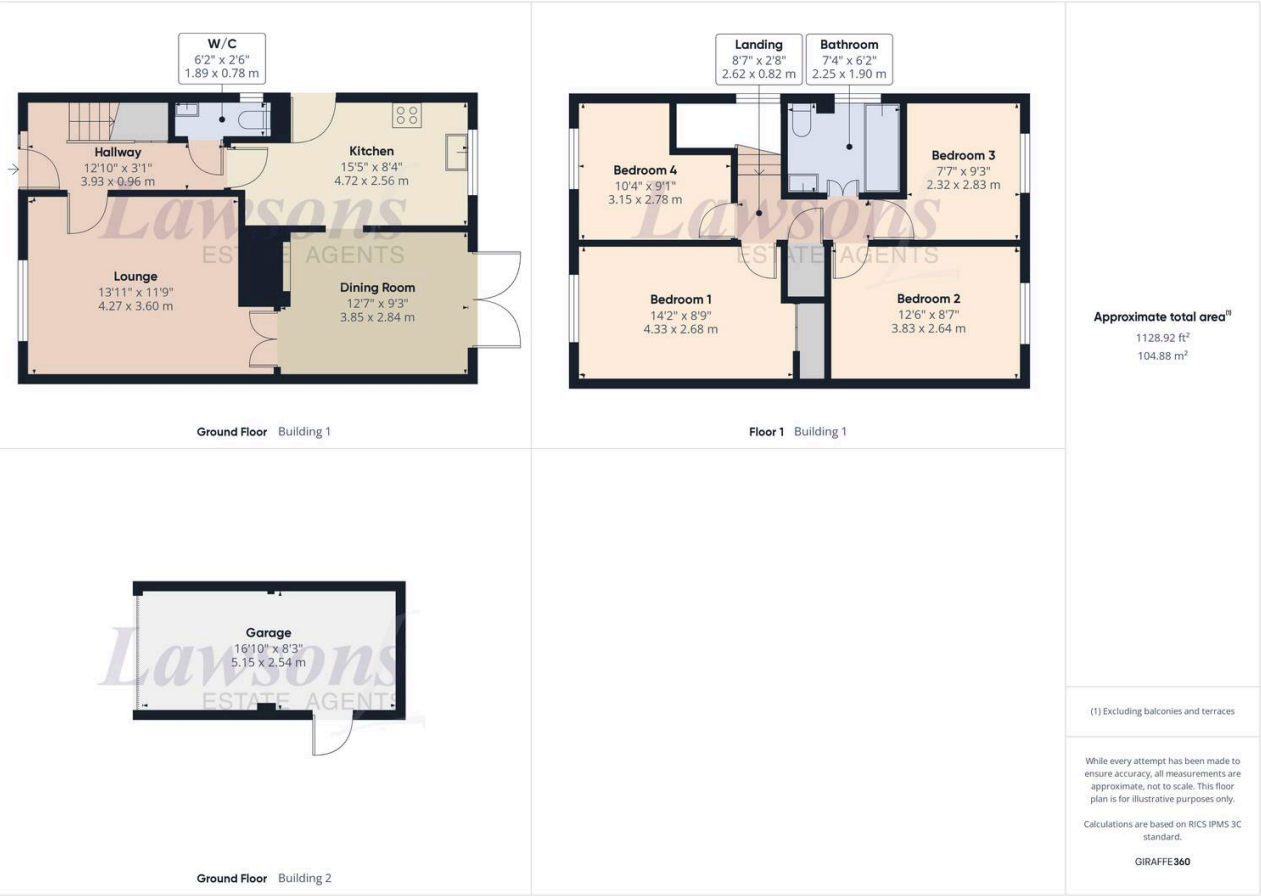 W/C
6'2" x 2'6"
1.89 x 0.78 m
Hallway
12'10" x 3'1"
3.93 x 0.96 m
Kitchen
15'5" x 8'4"
4.72 x 2.56 m
Lounge
13'11" x 11'9"
4.27 x 3.60 m
Dining Room
12'7" x 9'3"
3.85 x 2.84 m
Lawsons
ESTATE AGENTS
Ground Floor Building 1
Landing
8'7" x 2'8"
2.62 x 0.82 m
Bathroom
7'4" x 6'2"
2.25 x 1.90 m
Bedroom 4
10'4" x 9'1"
3.15 x 2.78 m
Bedroom 3
7'7" x 9'3"
2.32 x 2.83 m
Bedroom 1
14'2" x 8'9"
4.33 x 2.68 m
Bedroom 2
12'6" x 8'7"
3.83 x 2.64 m
Lawsons
ESTATE AGENTS
Floor 1 Building 1
Garage
16'10" x 8'3"
5.15 x 2.54 m
Lawsons
ESTATE AGENTS
Ground Floor Building 2
Approximate total area(1)
1128.92 ft²
104.88 m²
(1) Excluding balconies and terraces
While every attempt has been made to
ensure accuracy, all measurements are
approximate, not to scale. This floor
plan is for illustrative purposes only.
Calculations are based on RICS IPMS 3C
standard.
GIRAFFE360